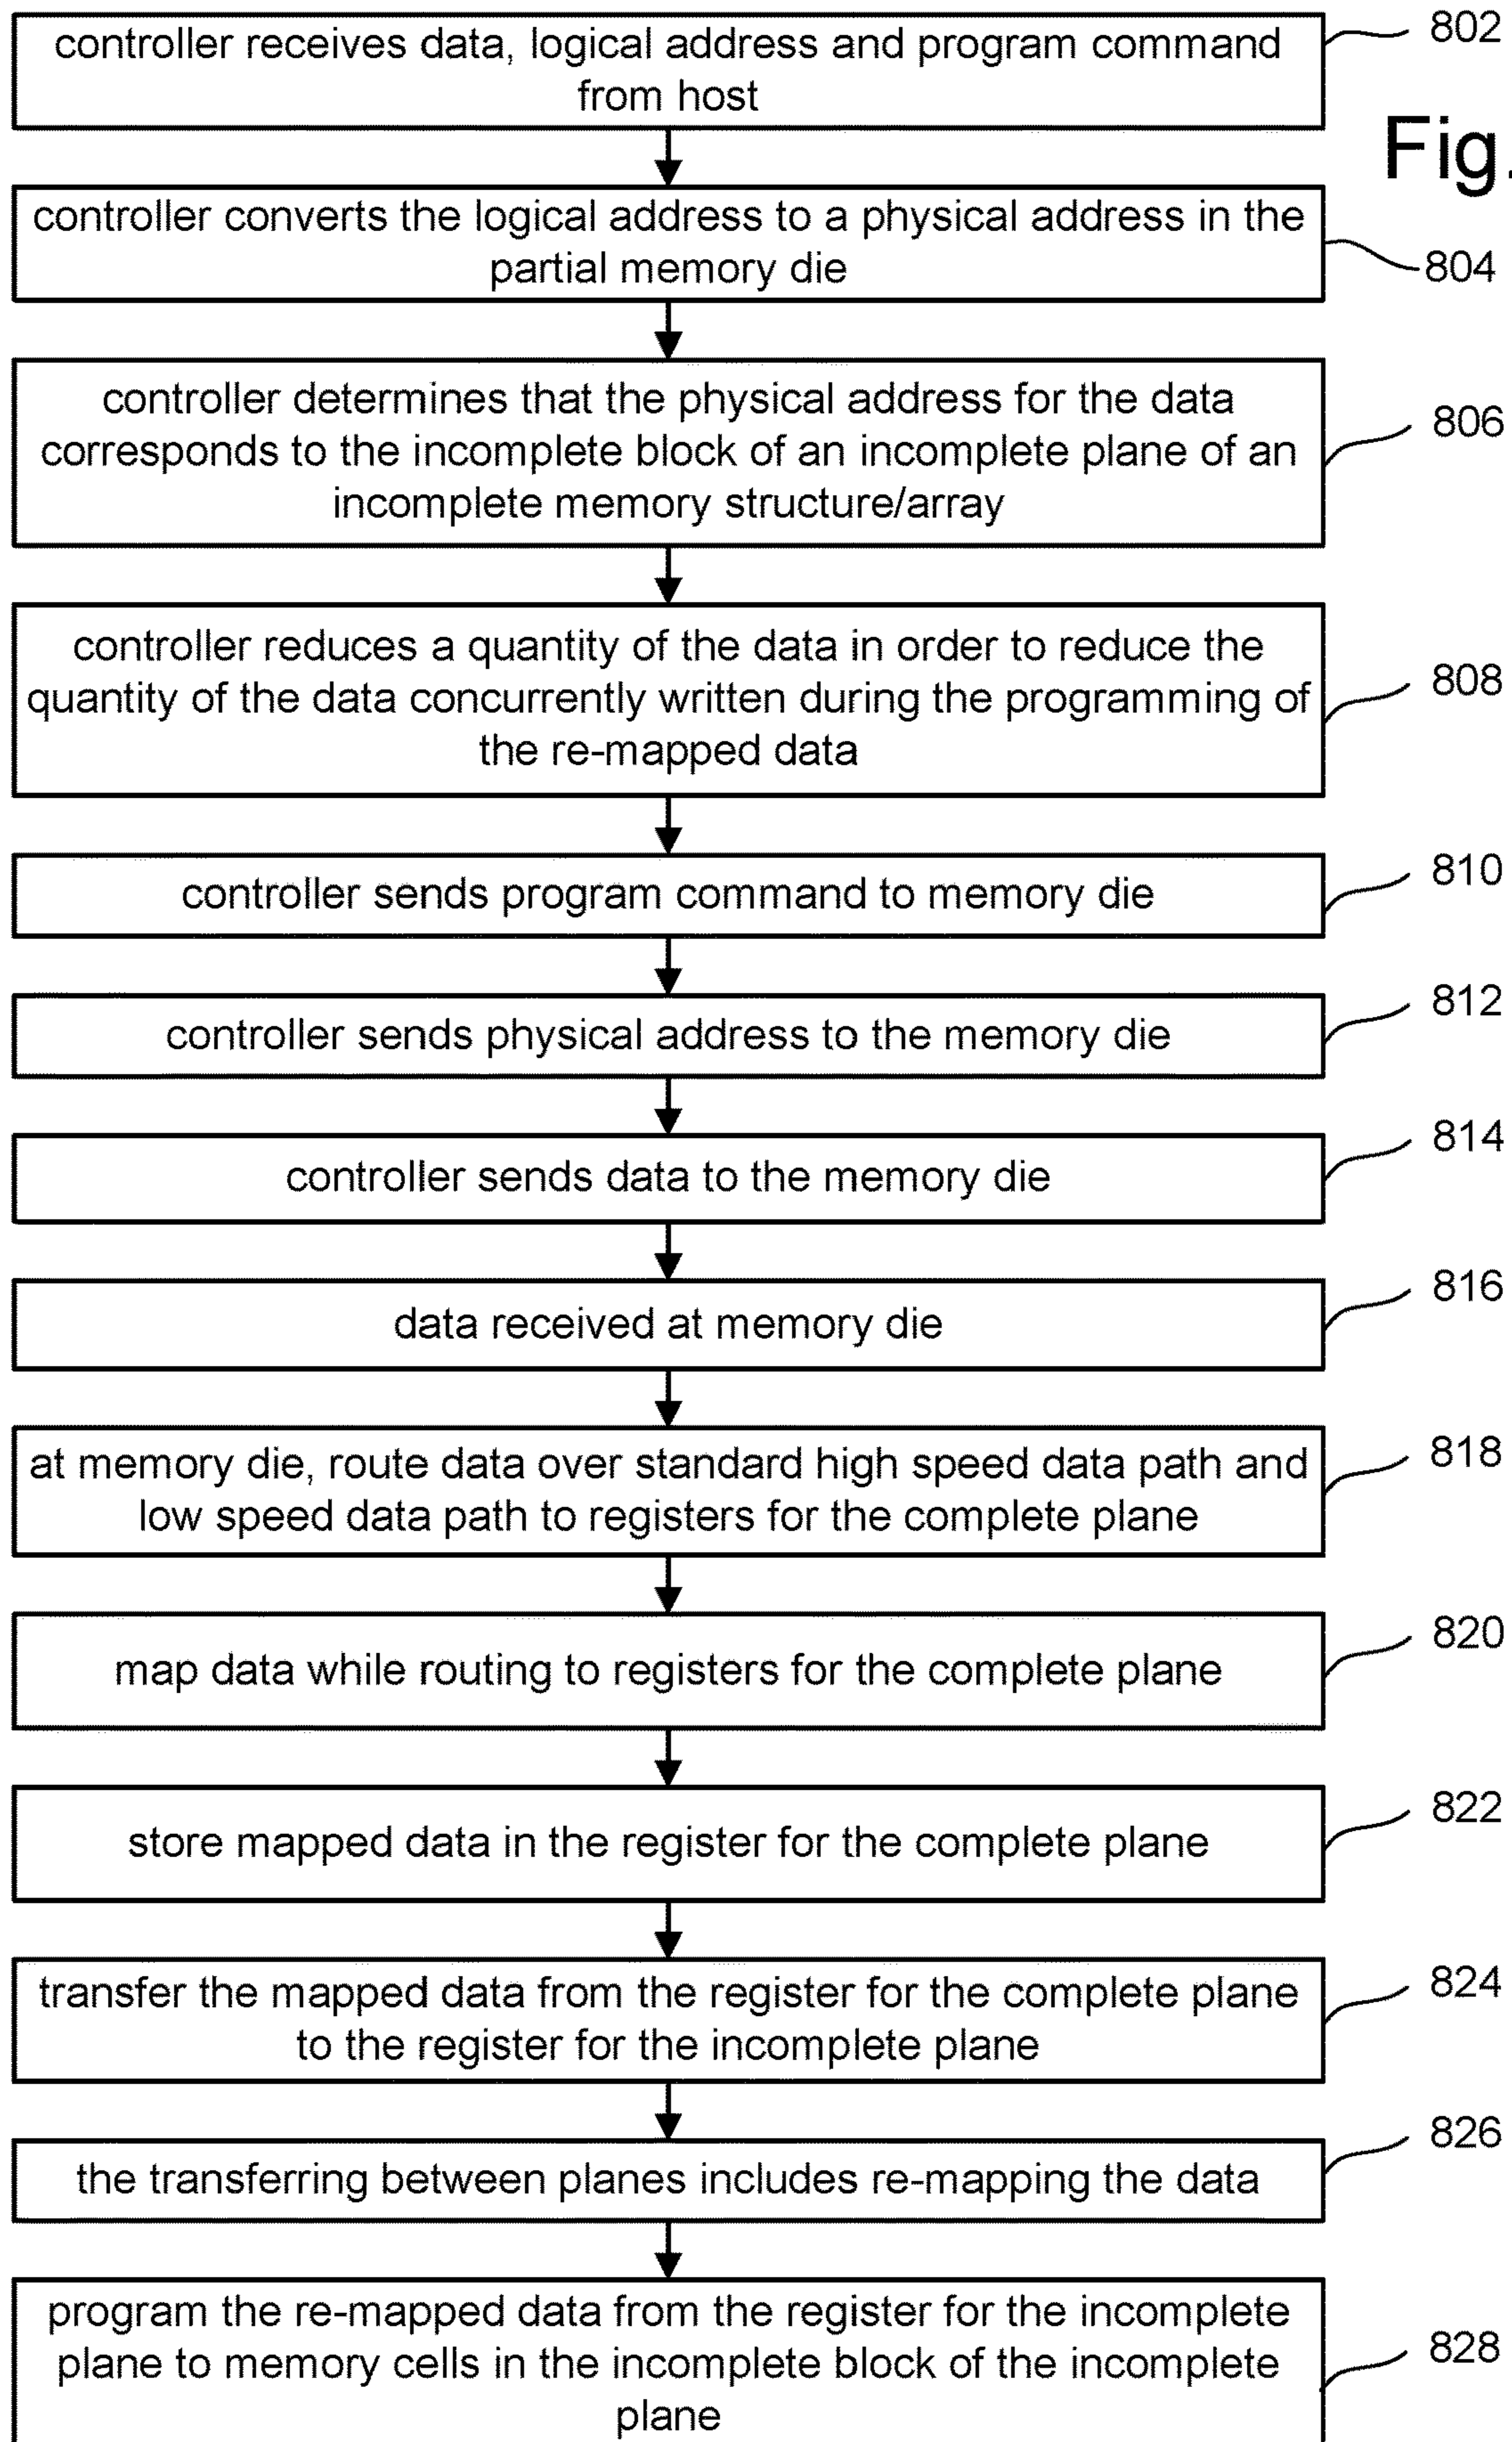 controller receives data, logical address and program command
from host
802
Fig.
controller converts the logical address to a physical address in the
partial memory die
804
controller determines that the physical address for the data
corresponds to the incomplete block of an incomplete plane of an
incomplete memory structure/array
806
controller reduces a quantity of the data in order to reduce the
quantity of the data concurrently written during the programming of
the re-mapped data
808
controller sends program command to memory die
810
controller sends physical address to the memory die
812
controller sends data to the memory die
814
data received at memory die
816
at memory die, route data over standard high speed data path and
low speed data path to registers for the complete plane
818
map data while routing to registers for the complete plane
820
store mapped data in the register for the complete plane
822
transfer the mapped data from the register for the complete plane
to the register for the incomplete plane
824
the transferring between planes includes re-mapping the data
826
program the re-mapped data from the register for the incomplete
plane to memory cells in the incomplete block of the incomplete
plane
828